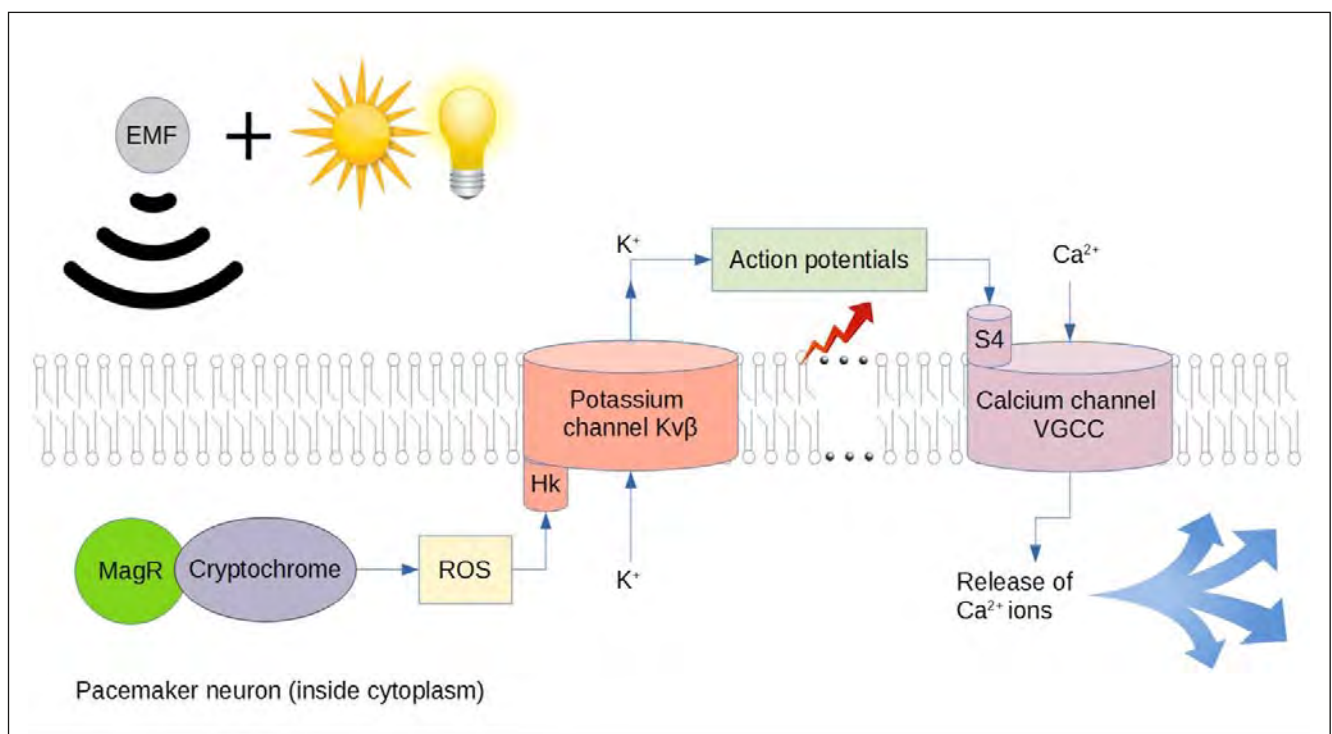 EMF
K⁺
Action potentials
Ca²⁺
S4
Potassium
channel Kvβ
Calcium channel
VGCC
Hk
MagR
Cryptochrome
ROS
K⁺
Release of
Ca²⁺ ions
Pacemaker neuron (inside cytoplasm)